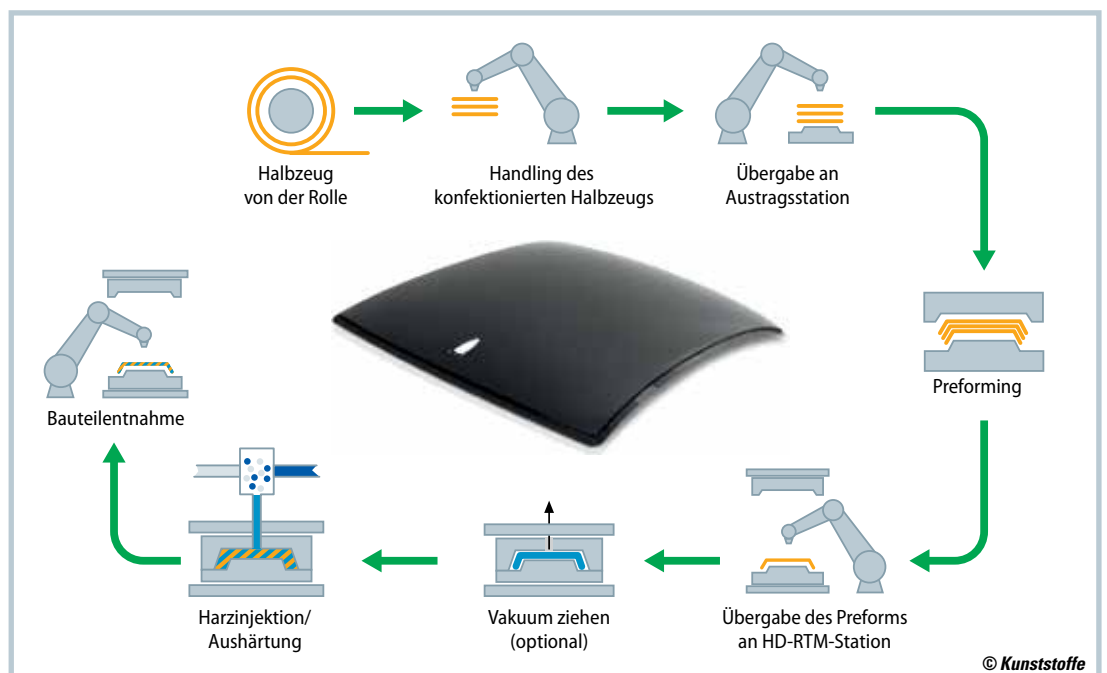 Halbzeug
von der Rolle
Handling des
konfektionierten Halbzeugs
Übergabe an
Austragsstation
Preforming
Übergabe des Preforms
an HD-RTM-Station
Vakuum ziehen
(optional)
Harzinjektion/
Aushärtung
Bauteilentnahme
© Kunststoffe